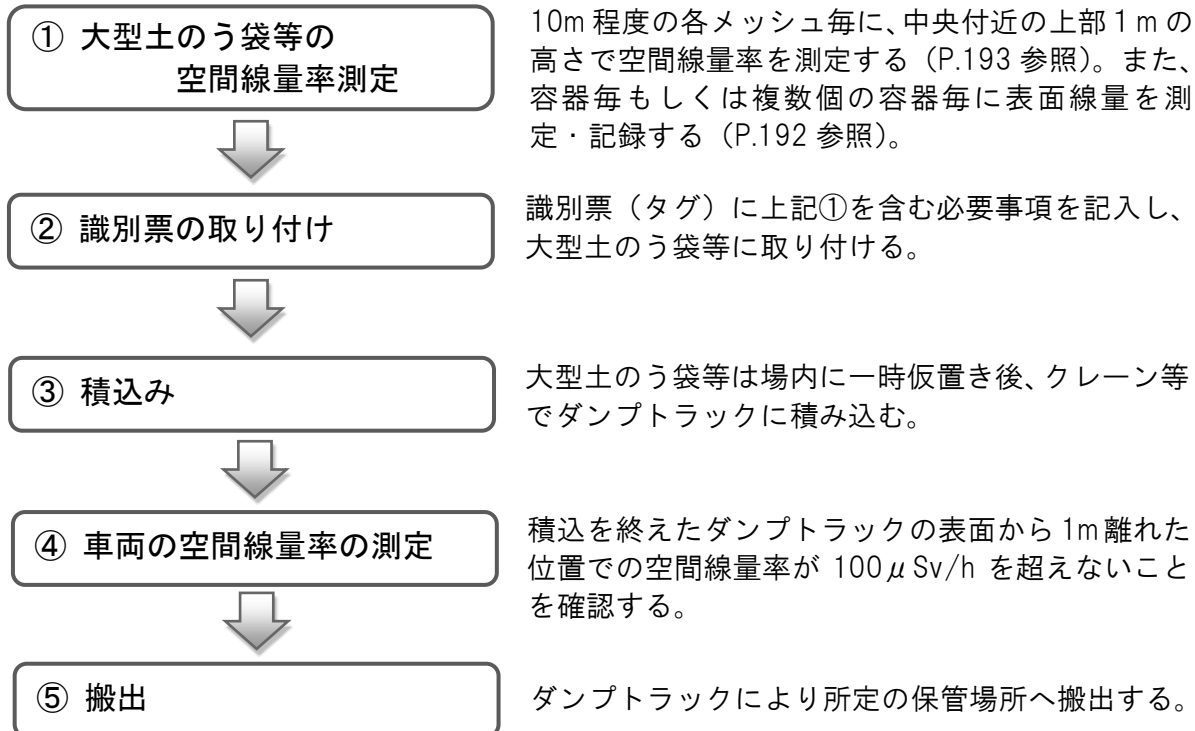 ① 大型土のう袋等の
空間線量率測定
10m 程度の各メッシュ毎に、中央付近の上部 1 m の
高さで空間線量率を測定する（P.193 参照）。また、
容器毎もしくは複数個の容器毎に表面線量を測
定・記録する（P.192 参照）。
② 識別票の取り付け
識別票（タグ）に上記①を含む必要事項を記入し、
大型土のう袋等に取り付ける。
③ 積込み
大型土のう袋等は場内に一時仮置き後、クレーン等
でダンプトラックに積み込む。
④ 車両の空間線量率の測定
積込を終えたダンプトラックの表面から 1m 離れた
位置での空間線量率が 100μSv/h を超えないこと
を確認する。
⑤ 搬出
ダンプトラックにより所定の保管場所へ搬出する。